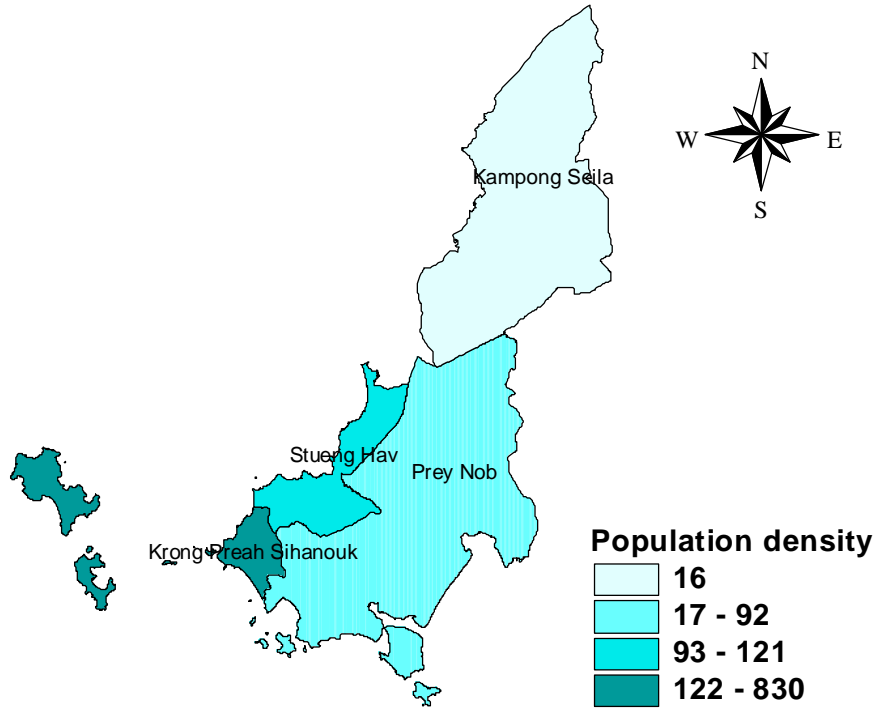 N
W E
S
Kampong Seila
Stueng Hav
Prey Nob
Krong Preah Sihanouk
Population density
16
17 - 92
93 - 121
122 - 830